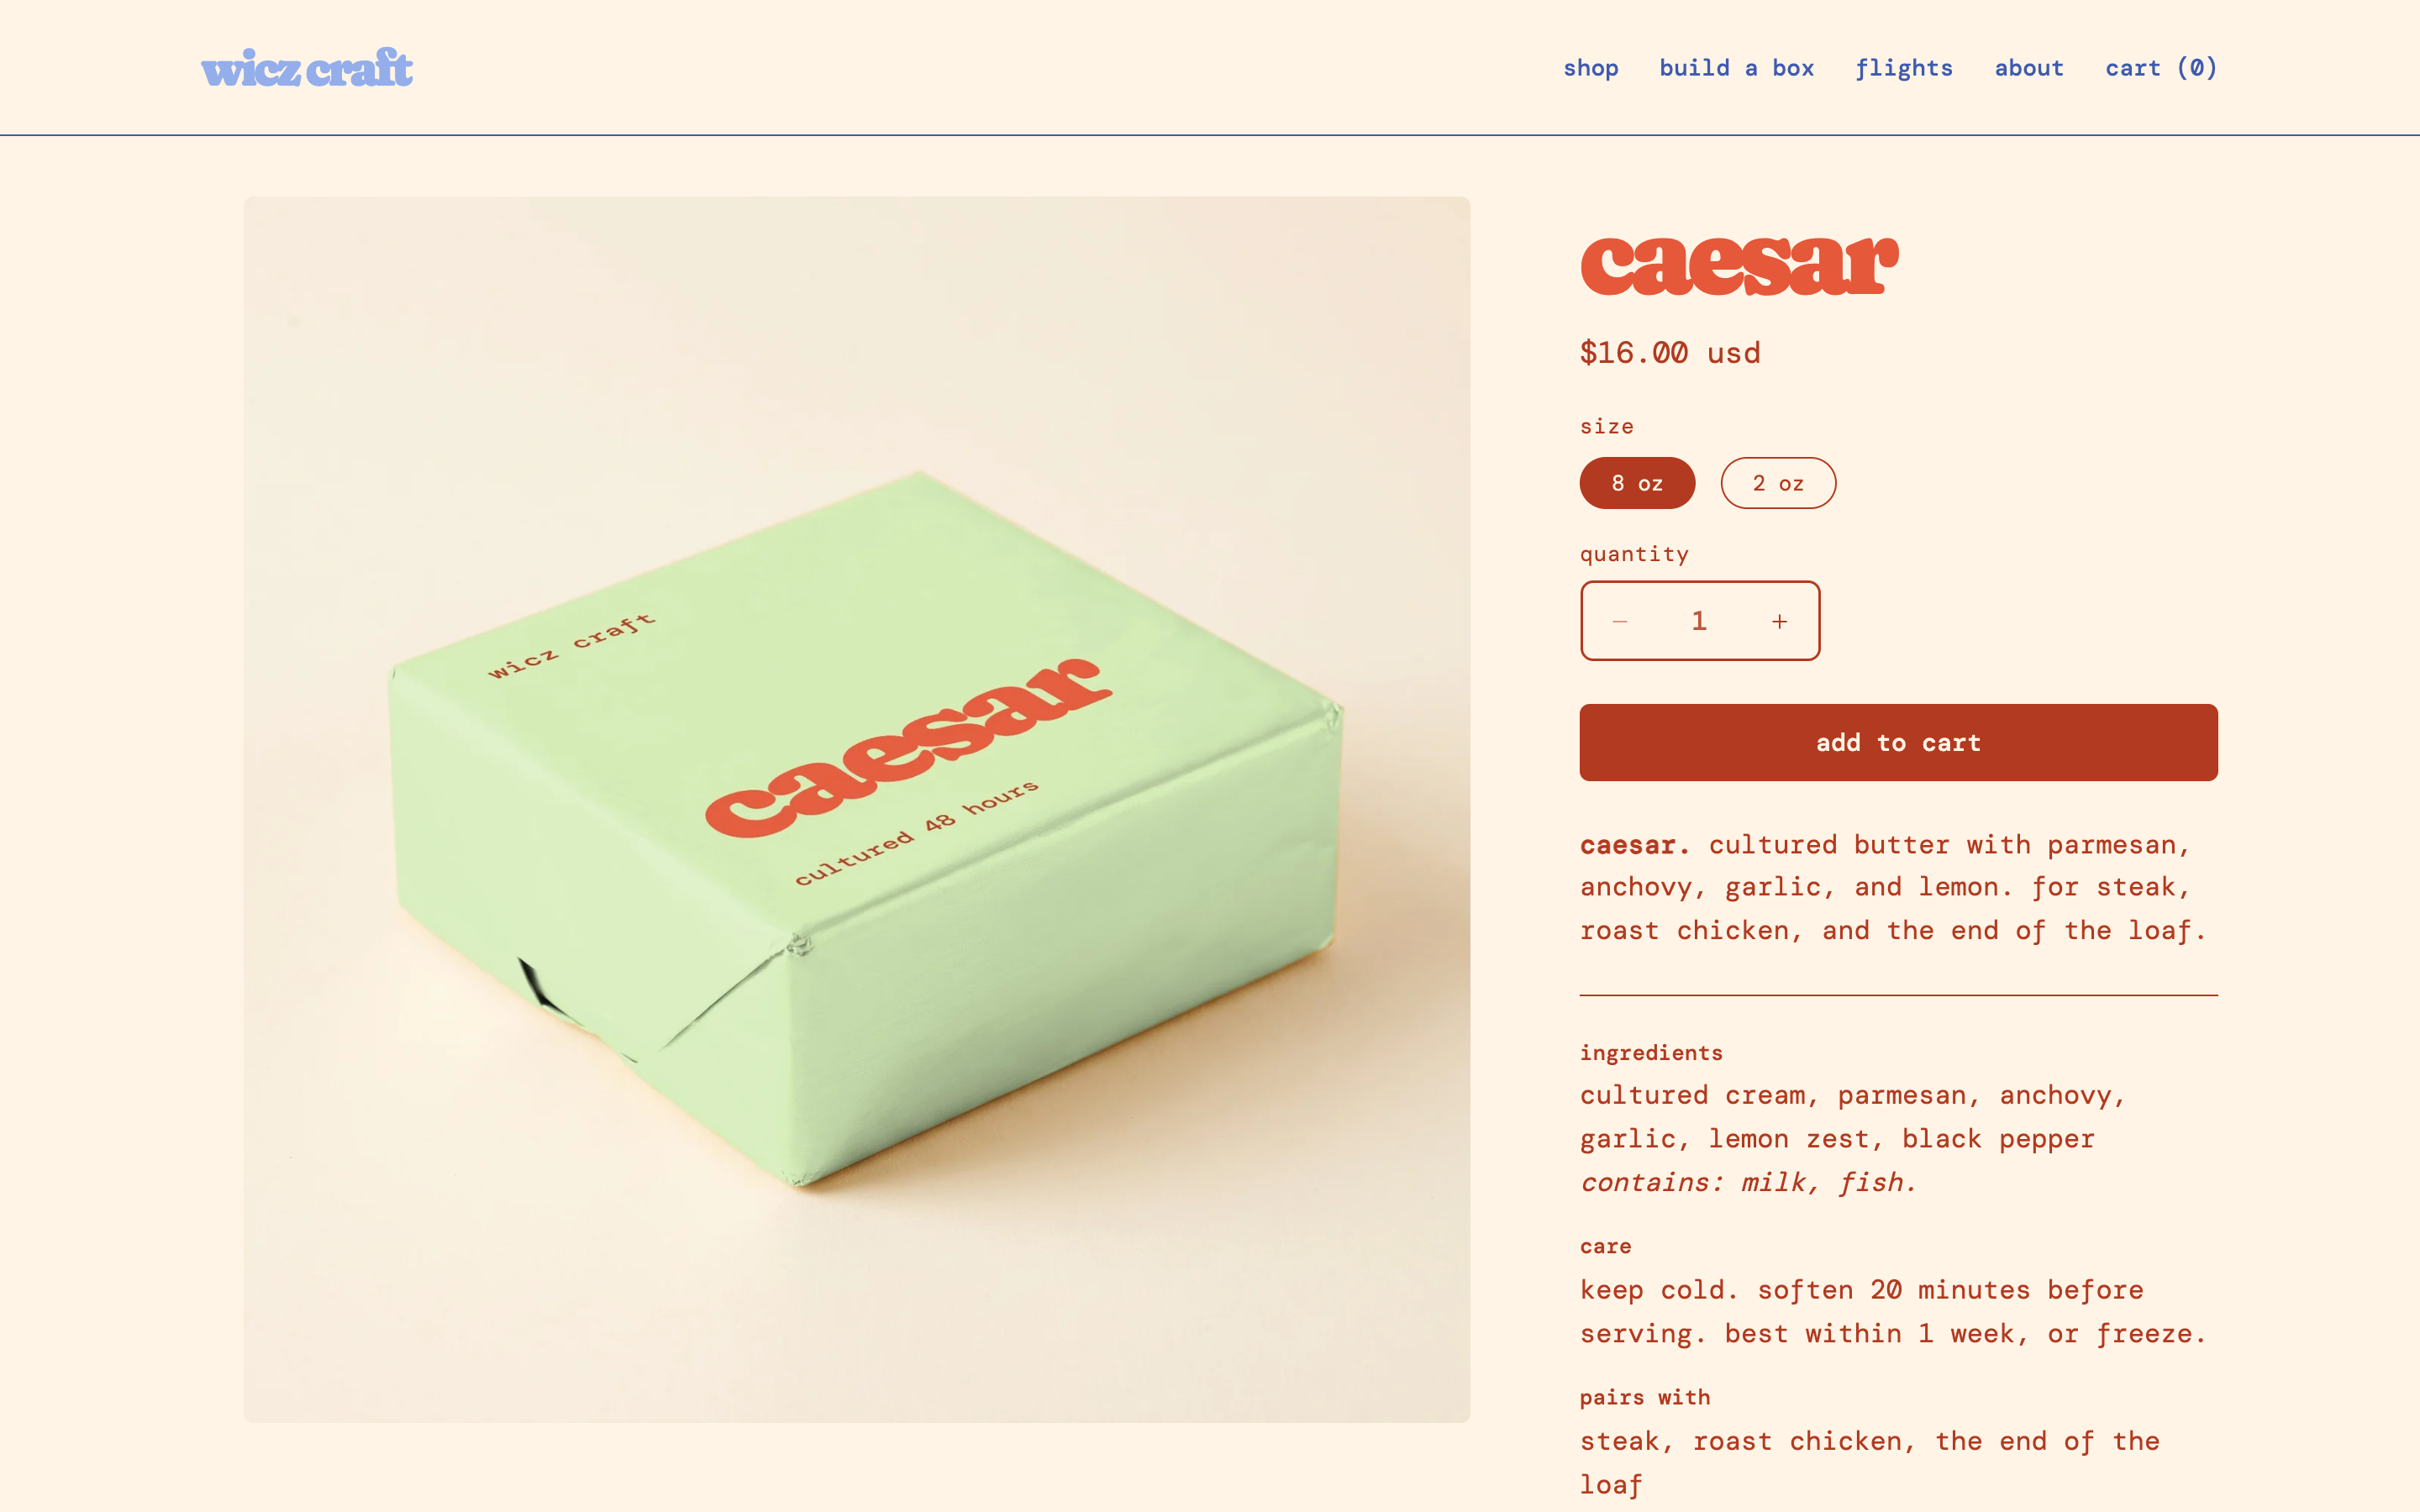 wicz craft
shop build a box flights about cart (0)
wicz craft
caesar
cultured 48 hours
caesar
$16.00 usd
size
8 oz 2 oz
quantity
− 1 +
add to cart
caesar. cultured butter with parmesan,
anchovy, garlic, and lemon. for steak,
roast chicken, and the end of the loaf.
ingredients
cultured cream, parmesan, anchovy,
garlic, lemon zest, black pepper
contains: milk, fish.
care
keep cold. soften 20 minutes before
serving. best within 1 week, or freeze.
pairs with
steak, roast chicken, the end of the
loaf